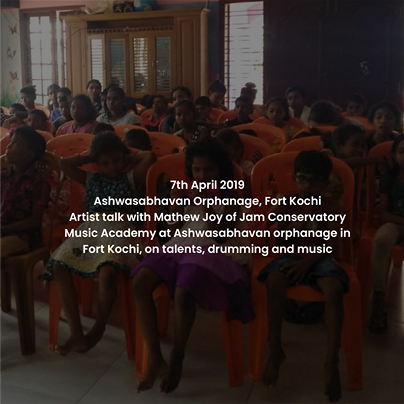 7th April 2019
Ashwasabhavan Orphanage, Fort Kochi
Artist talk with Mathew Joy of Jam Conservatory
Music Academy at Ashwasabhavan orphanage in
Fort Kochi, on talents, drumming and music